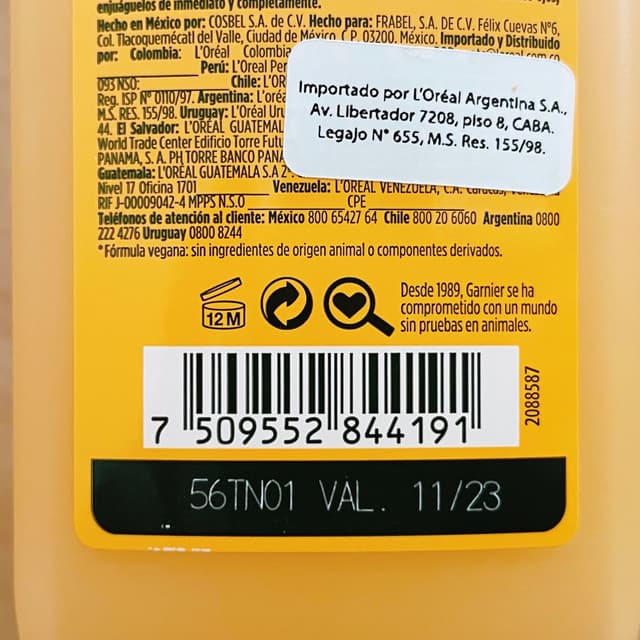 enjuáguelos de inmediato y completamente.
Hecho en México por: COSBEL S.A. de C.V. Hecho para: FRABEL, S.A. DE C.V. Félix Cuevas N°6,
Col. Tlacoquemécatl del Valle, Ciudad de México, C.P. 03200, México. Importado y Distribuido
por: Colombia: L'Oréal Colombia
Perú: L'Oreal Per
093 NSO: Chile: L'OR
Reg. ISP N° 0110/97. Argentina: L'oréa
M.S. RES. 155/98. Uruguay: L'Oréal Uru
44. El Salvador: L'ORÉAL GUATEMAL
World Trade Center Edificio Torre Futu
PANAMA, S. A. PH TORRE BANCO PANA
Guatemala: L'ORÉAL GUATEMALA S.A 2
Nivel 17 Oficina 1701 Venezuela: L'ORÉAL VENEZUELA, C.A. Caracas,
RIF J-00009042-4 MPPS N.S.O CPE
Teléfonos de atención al cliente: México 800 65427 64 Chile 800 20 6060 Argentina 0800
222 4276 Uruguay 0800 8244
*Fórmula vegana: sin ingredientes de origen animal o componentes derivados.
Importado por L'Oréal Argentina S.A.,
Av. Libertador 7208, piso 8, CABA.
Legajo N° 655, M.S. Res. 155/98.
12 M
Desde 1989, Garnier se ha
comprometido con un mundo
sin pruebas en animales.
7 509552 844191
2088587
56TN01 VAL. 11/23